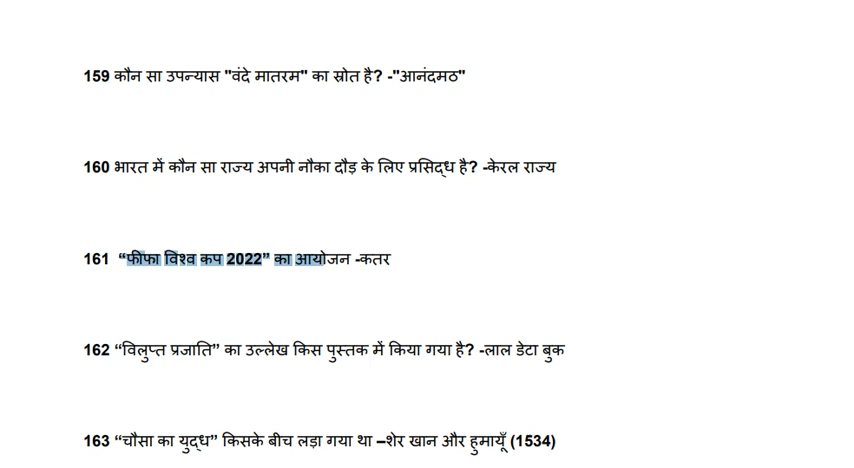 159 कौन सा उपन्यास "वंदे मातरम" का स्रोत है? -"आनंदमठ"
160 भारत में कौन सा राज्य अपनी नौका दौड़ के लिए प्रसिद्ध है? -केरल राज्य
161 “फीफा विश्व कप 2022” का आयोजन -कतर
162 “विलुप्त प्रजाति” का उल्लेख किस पुस्तक में किया गया है? -लाल डेटा बुक
163 “चौसा का युद्ध” किसके बीच लड़ा गया था –शेर खान और हुमायूँ (1534)